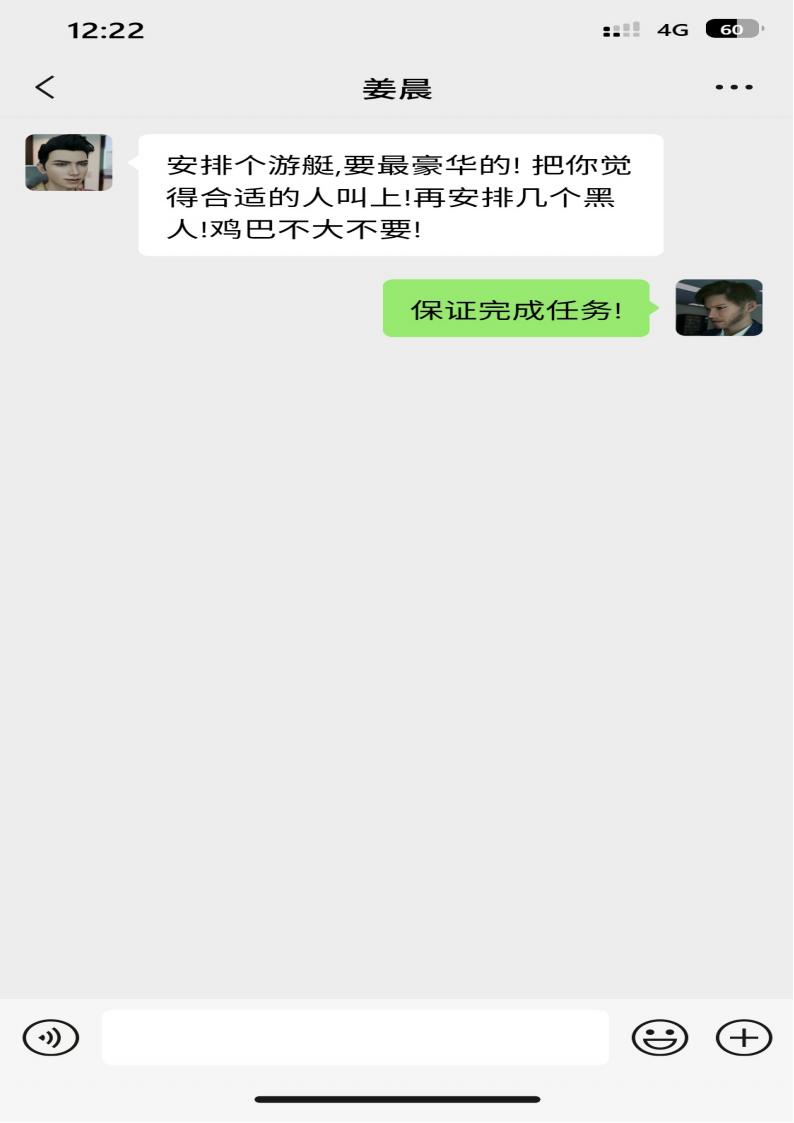 12:22
4G
60
姜晨
安排个游艇,要最豪华的! 把你觉
得合适的人叫上!再安排几个黑
人!鸡巴不大不要!
保证完成任务!